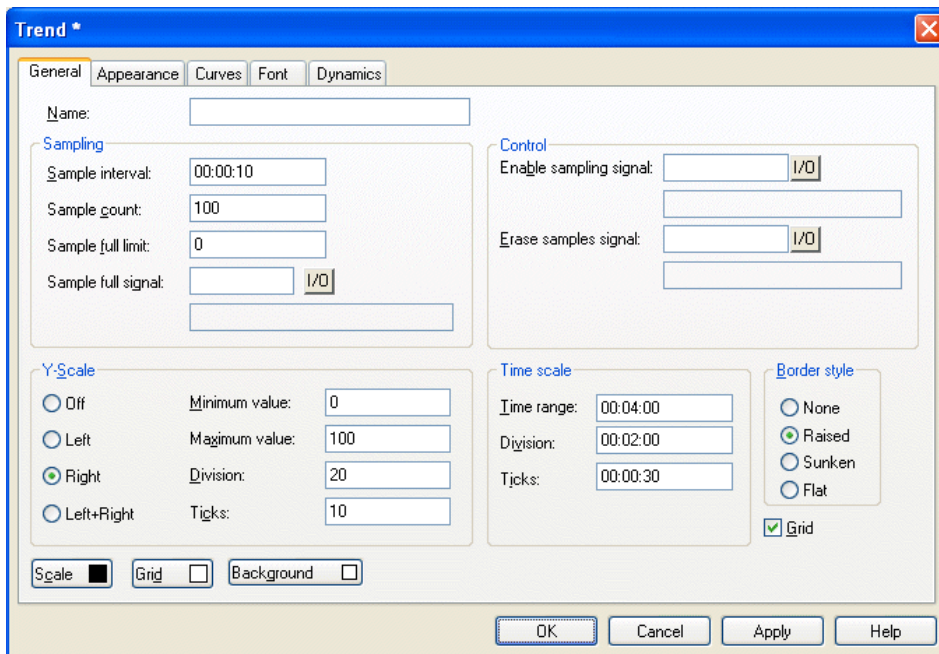 Trend *
General Appearance Curves Font Dynamics
Name:
Sampling
Sample interval: 00:00:10
Sample count: 100
Sample full limit: 0
Sample full signal: I/O
Control
Enable sampling signal: I/O
Erase samples signal: I/O
Y-Scale
Off Minimum value: 0
Left Maximum value: 100
Right Division: 20
Left+Right Ticks: 10
Time scale
Time range: 00:04:00
Division: 00:02:00
Ticks: 00:00:30
Border style
None
Raised
Sunken
Flat
Grid
Scale Grid Background
OK Cancel Apply Help